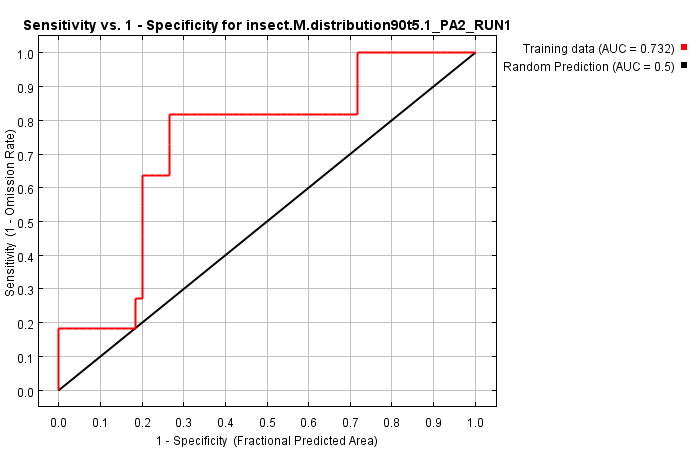 Sensitivity vs. 1 - Specificity for insect.M.distribution90t5.1_PA2_RUN1
Training data (AUC = 0.732)
Random Prediction (AUC = 0.5)
Sensitivity (1 - Omission Rate)
1.0
0.9
0.8
0.7
0.6
0.5
0.4
0.3
0.2
0.1
0.0
0.0 0.1 0.2 0.3 0.4 0.5 0.6 0.7 0.8 0.9 1.0
1 - Specificity (Fractional Predicted Area)